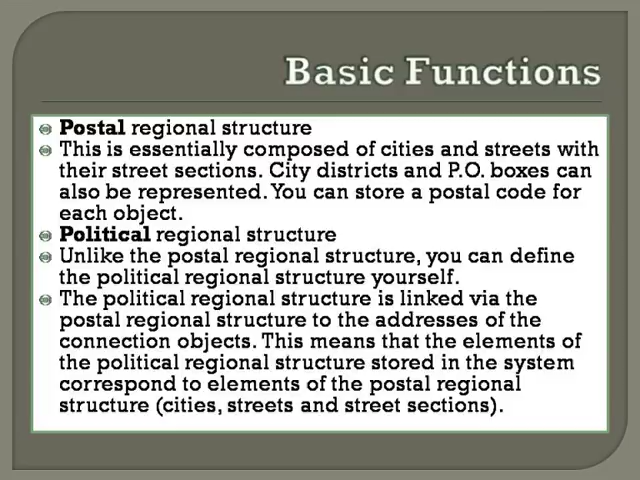 Basic Functions
Postal regional structure
This is essentially composed of cities and streets with
their street sections. City districts and P.O. boxes can
also be represented. You can store a postal code for
each object.
Political regional structure
Unlike the postal regional structure, you can define
the political regional structure yourself.
The political regional structure is linked via the
postal regional structure to the addresses of the
connection objects. This means that the elements of
the political regional structure stored in the system
correspond to elements of the postal regional
structure (cities, streets and street sections).